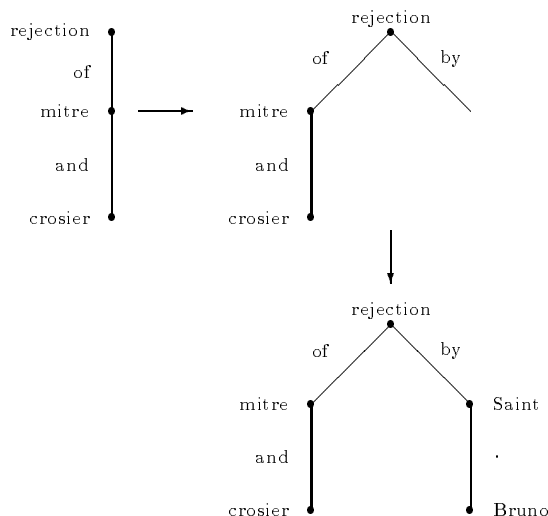 rejection
of
mitre
and
crosier
rejection
of by
mitre
and
crosier
rejection
of by
mitre Saint
and .
crosier Bruno